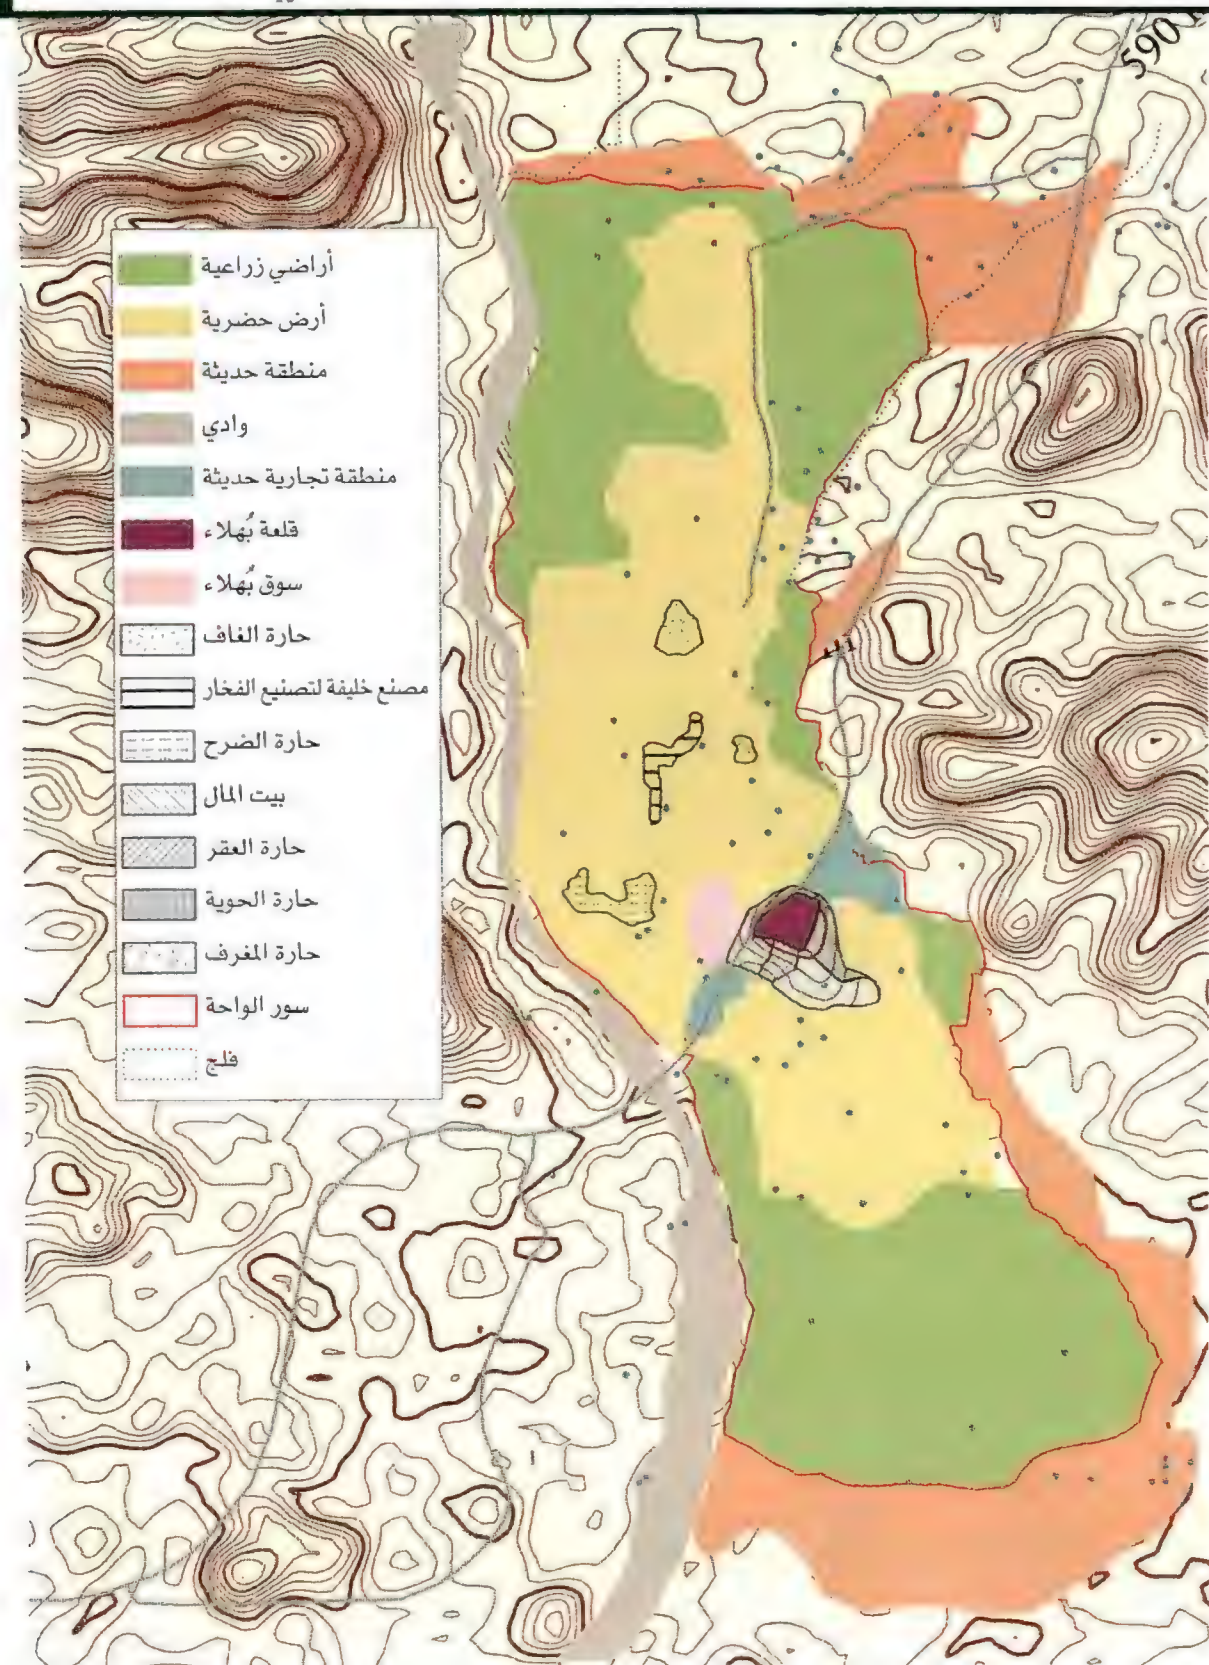 أراضي زراعية
أرض حضرية
منطقة حديثة
وادي
منطقة تجارية حديثة
قلعة بُهلاء
سوق بُهلاء
حارة الغاف
مصنع خليفة لتصنيع الفخار
حارة الضرح
بيت المال
حارة العقر
حارة الحوية
حارة المغرف
سور الواحة
فلج